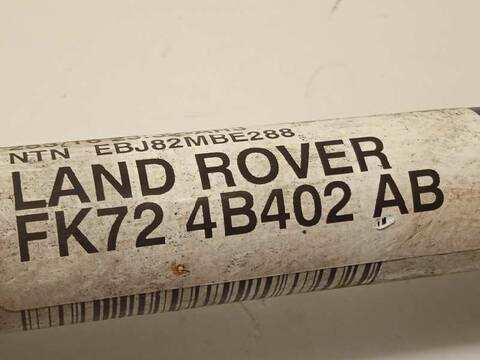 NTN EBJ82MBE288
LAND ROVER
FK72 4B402 AB